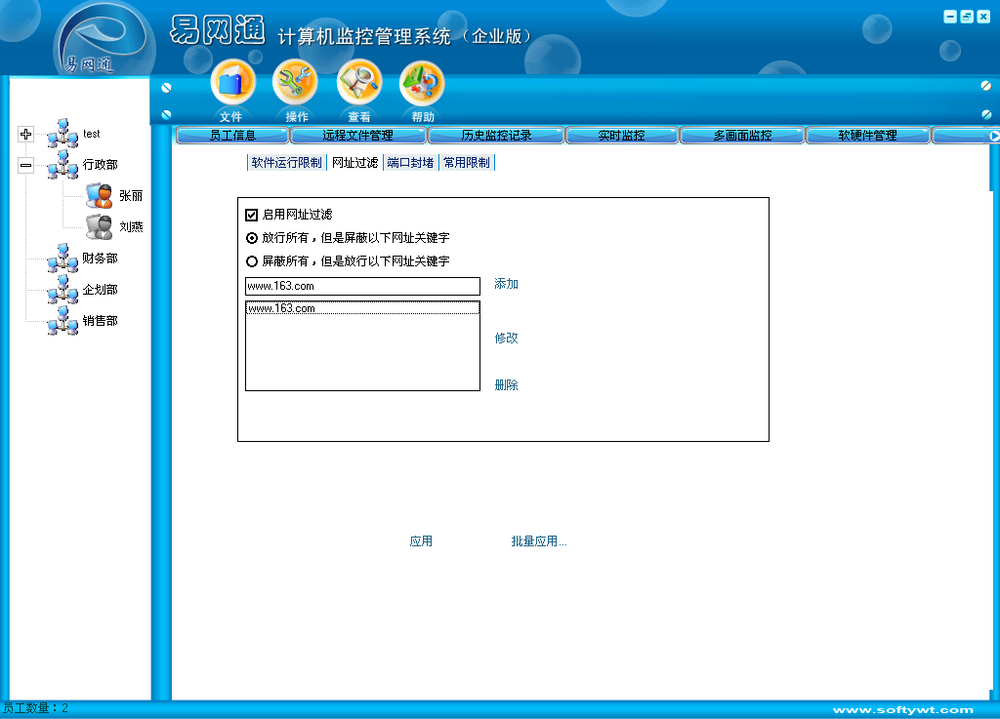 易网通
易网通 计算机监控管理系统（企业版）
文件 操作 查看 帮助
员工信息 远程文件管理 历史监控记录 实时监控 多画面监控 软硬件管理
软件运行限制 网址过滤 端口封堵 常用限制
test
行政部
张丽
刘燕
财务部
企划部
销售部
启用网址过滤
放行所有，但是屏蔽以下网址关键字
屏蔽所有，但是放行以下网址关键字
www.163.com 添加
www.163.com
修改
删除
应用 批量应用...
员工数量：2 www.softywt.com